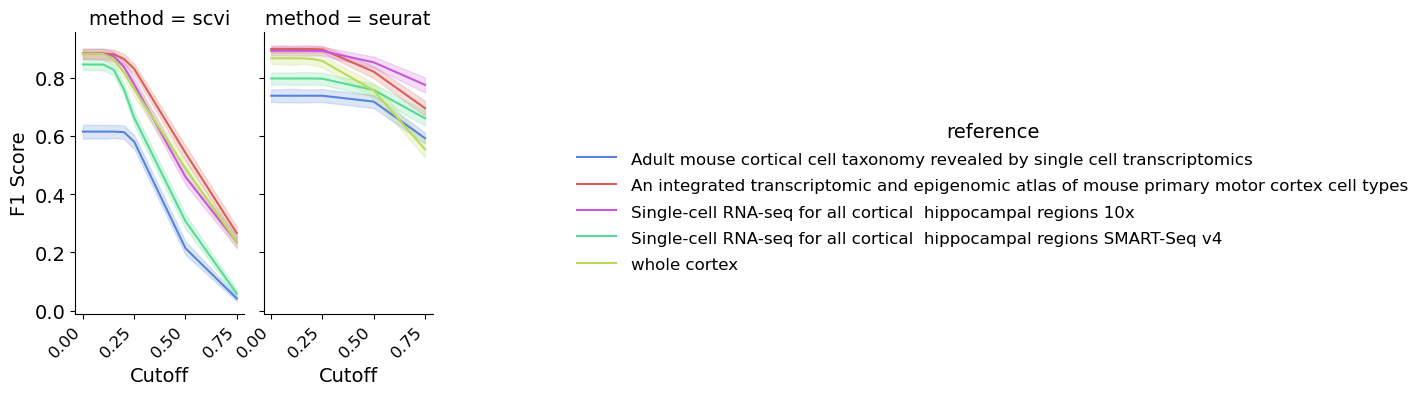 method = scvi
method = seurat
F1 Score
0.8
0.6
0.4
0.2
0.0
0.00
0.25
0.50
0.75
0.00
0.25
0.50
0.75
Cutoff
Cutoff
reference
Adult mouse cortical cell taxonomy revealed by single cell transcriptomics
An integrated transcriptomic and epigenomic atlas of mouse primary motor cortex cell types
Single-cell RNA-seq for all cortical  hippocampal regions 10x
Single-cell RNA-seq for all cortical  hippocampal regions SMART-Seq v4
whole cortex